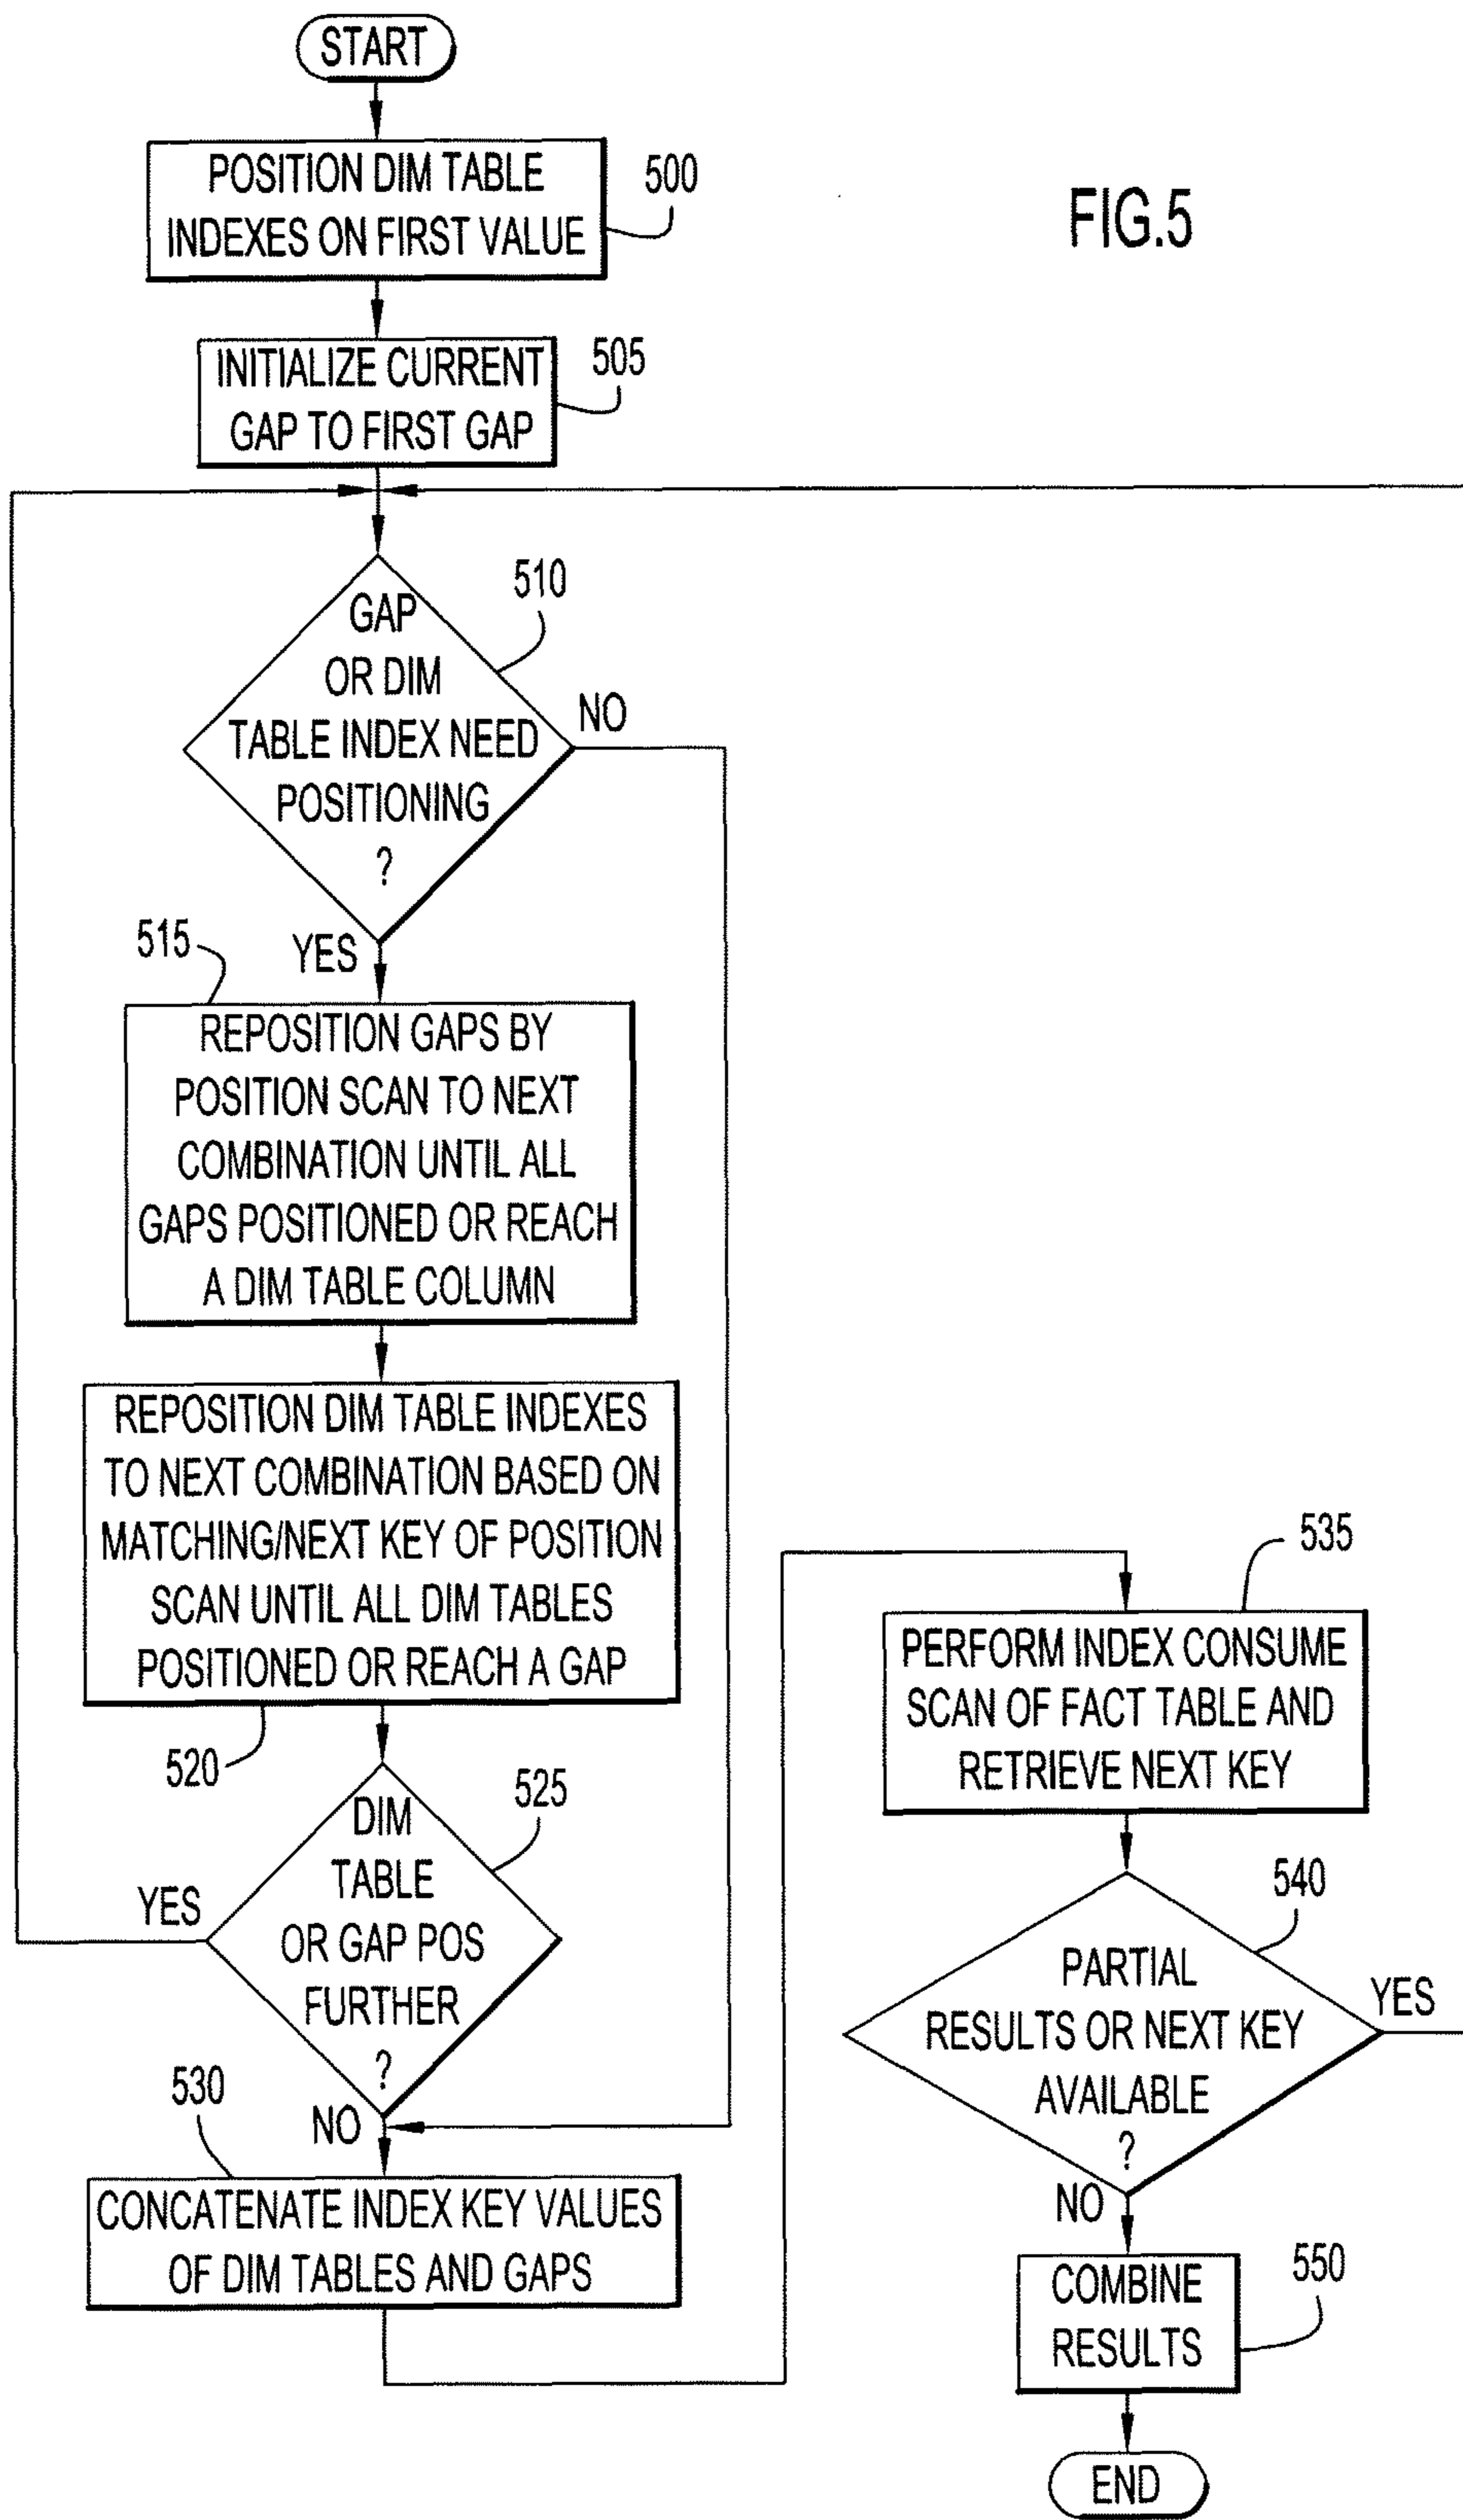 START
POSITION DIM TABLE
INDEXES ON FIRST VALUE
500
FIG.5
INITIALIZE CURRENT
GAP TO FIRST GAP
505
GAP
OR DIM
TABLE INDEX NEED
POSITIONING
?
510
NO
YES
515
REPOSITION GAPS BY
POSITION SCAN TO NEXT
COMBINATION UNTIL ALL
GAPS POSITIONED OR REACH
A DIM TABLE COLUMN
REPOSITION DIM TABLE INDEXES
TO NEXT COMBINATION BASED ON
MATCHING/NEXT KEY OF POSITION
SCAN UNTIL ALL DIM TABLES
POSITIONED OR REACH A GAP
520
DIM
TABLE
OR GAP POS
FURTHER
?
525
YES
NO
530
CONCATENATE INDEX KEY VALUES
OF DIM TABLES AND GAPS
535
PERFORM INDEX CONSUME
SCAN OF FACT TABLE AND
RETRIEVE NEXT KEY
540
PARTIAL
RESULTS OR NEXT KEY
AVAILABLE
?
YES
NO
COMBINE
RESULTS
550
END